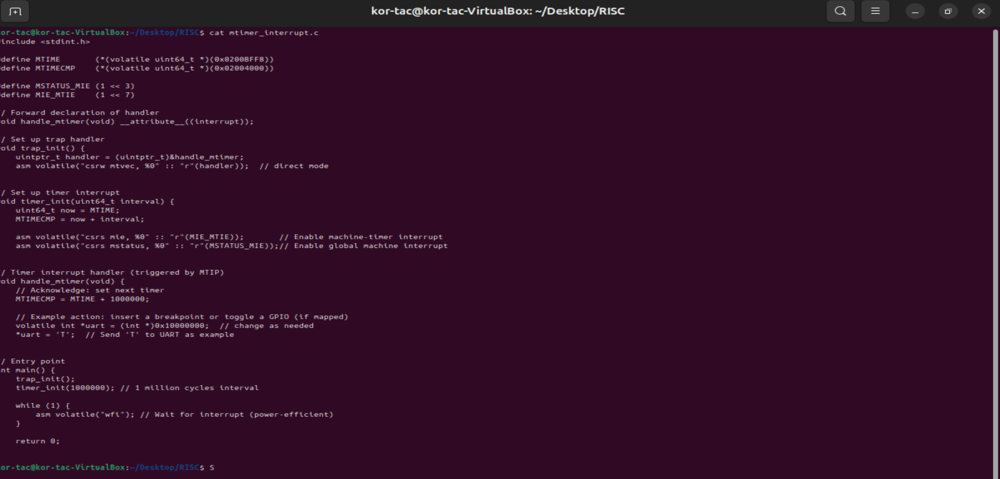 kor-tac@kor-tac-VirtualBox: ~/Desktop/RISC
or-tac@kor-tac-VirtualBox:~/Desktop/RISC$ cat mtimer_interrupt.c
include <stdint.h>
define MTIME       (*(volatile uint64_t *)(0x0200BFF8))
define MTIMECMP    (*(volatile uint64_t *)(0x02004000))
define MSTATUS_MIE (1 << 3)
define MIE_MTIE    (1 << 7)
/ Forward declaration of handler
oid handle_mtimer(void) __attribute__((interrupt));
/ Set up trap handler
oid trap_init() {
    uintptr_t handler = (uintptr_t)&handle_mtimer;
    asm volatile("csrw mtvec, %0" :: "r"(handler));  // direct mode
/ Set up timer interrupt
oid timer_init(uint64_t interval) {
    uint64_t now = MTIME;
    MTIMECMP = now + interval;
    asm volatile("csrs mie, %0" :: "r"(MIE_MTIE));       // Enable machine-timer interrupt
    asm volatile("csrs mstatus, %0" :: "r"(MSTATUS_MIE));// Enable global machine interrupt
/ Timer interrupt handler (triggered by MTIP)
oid handle_mtimer(void) {
    // Acknowledge: set next timer
    MTIMECMP = MTIME + 1000000;
    // Example action: insert a breakpoint or toggle a GPIO (if mapped)
    volatile int *uart = (int *)0x10000000;  // change as needed
    *uart = 'T';  // Send 'T' to UART as example
/ Entry point
nt main() {
    trap_init();
    timer_init(1000000); // 1 million cycles interval
    while (1) {
        asm volatile("wfi"); // Wait for interrupt (power-efficient)
    }
    return 0;
or-tac@kor-tac-VirtualBox:~/Desktop/RISC$ S